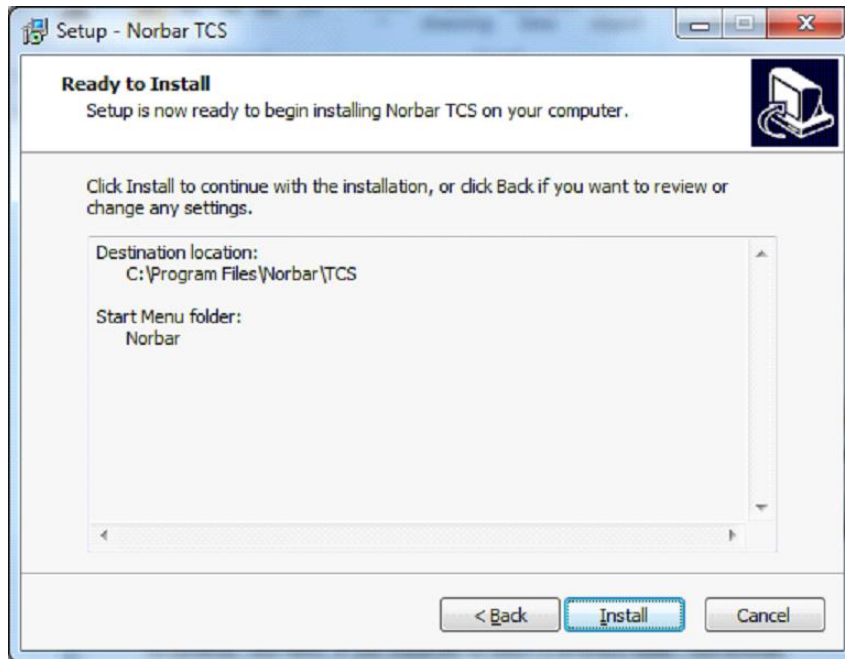 Setup - Norbar TCS
Ready to Install
Setup is now ready to begin installing Norbar TCS on your computer.
Click Install to continue with the installation, or click Back if you want to review or
change any settings.
Destination location:
C:\Program Files\Norbar\TCS
Start Menu folder:
Norbar
< Back
Install
Cancel